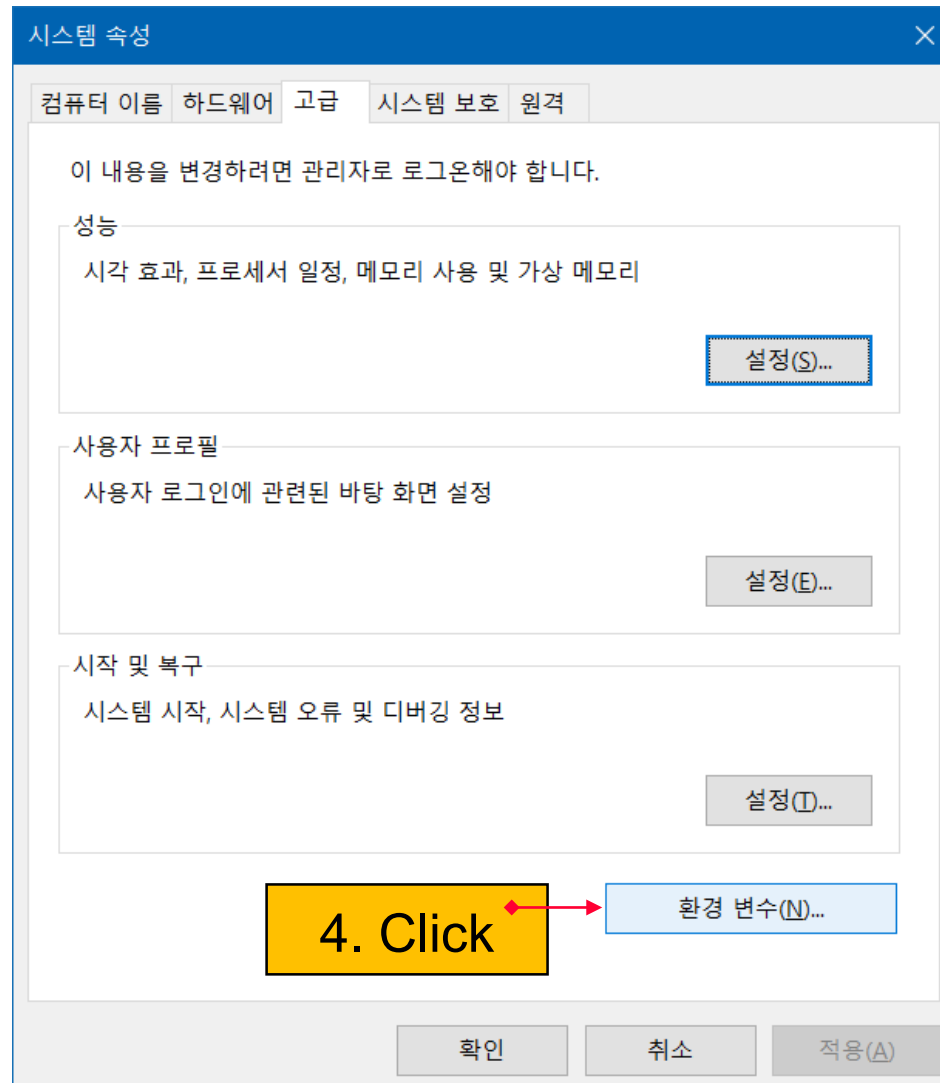 시스템 속성
컴퓨터 이름 하드웨어 고급 시스템 보호 원격
이 내용을 변경하려면 관리자로 로그온해야 합니다.
성능
시각 효과, 프로세서 일정, 메모리 사용 및 가상 메모리
설정(S)...
사용자 프로필
사용자 로그인에 관련된 바탕 화면 설정
설정(E)...
시작 및 복구
시스템 시작, 시스템 오류 및 디버깅 정보
설정(T)...
4. Click 환경 변수(N)...
확인 취소 적용(A)